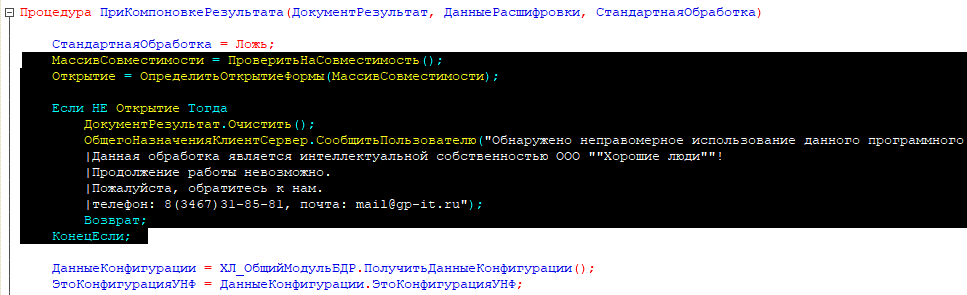 Процедура ПриКомпоновкеРезультата(ДокументРезультат, ДанныеРасшифровки, СтандартнаяОбработка)
СтандартнаяОбработка = Ложь;
МассивСовместимости = ПроверитьНаСовместимость();
Открытие = ОпределитьОткрытиеФормы(МассивСовместимости);
Если НЕ Открытие Тогда
ДокументРезультат.Очистить();
ОбщегоНазначенияКлиентСервер.СообщитьПользователю("Обнаружено неправомерное использование данного программного
|Данная обработка является интеллектуальной собственностью ООО ""Хорошие люди""!
|Продолжение работы невозможно.
|Пожалуйста, обратитесь к нам.
|телефон: 8(3467)31-85-81, почта: mail@gp-it.ru");
Возврат;
КонецЕсли;
ДанныеКонфигурации = ХЛ_ОбщийМодульБДР.ПолучитьДанныеКонфигурации();
ЭтоКонфигурацияУНФ = ДанныеКонфигурации.ЭтоКонфигурацияУНФ;